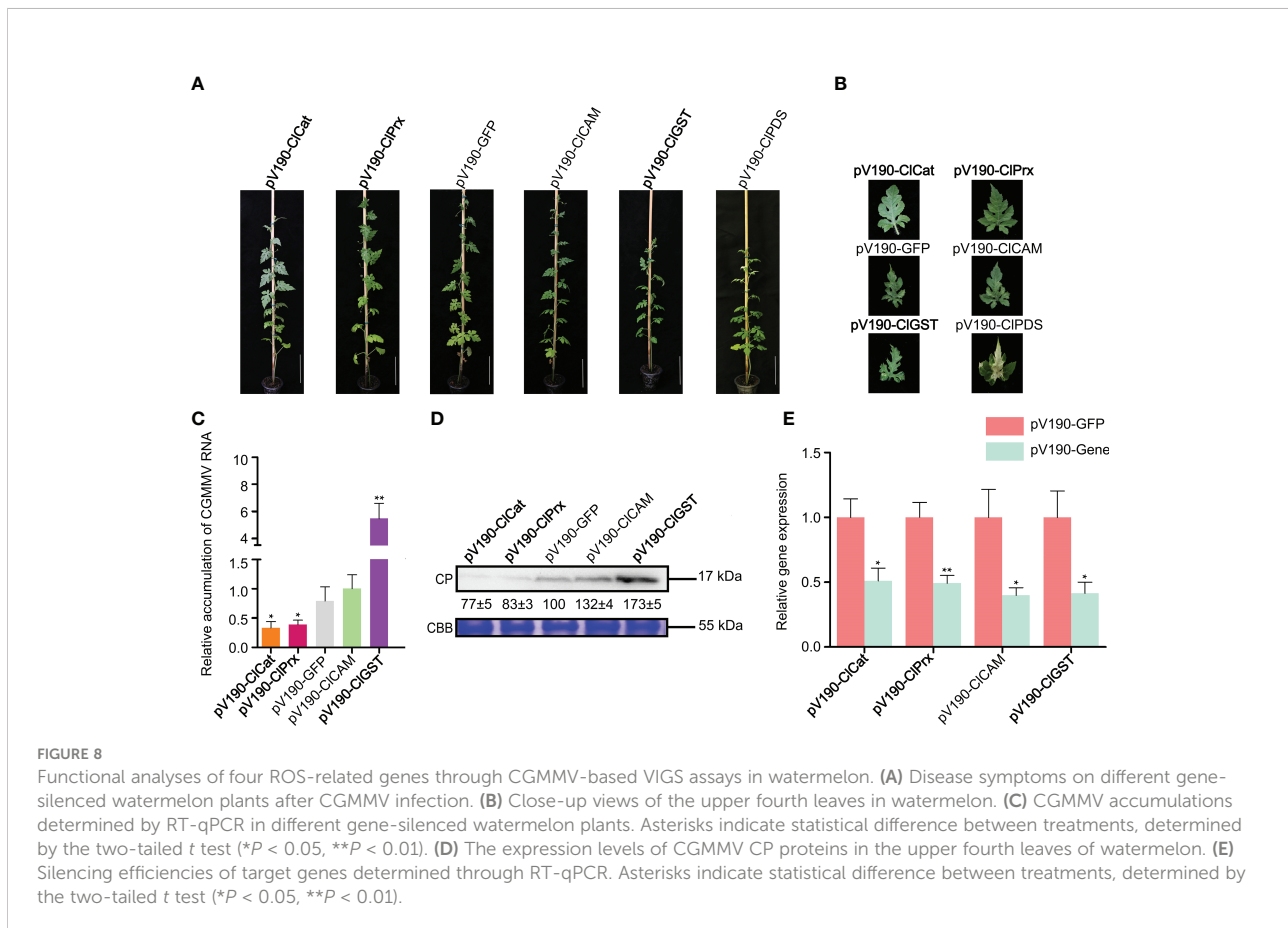 A
B
pV190-ClCat
pV190-ClPrx
pV190-GFP
pV190-ClCAM
pV190-ClGST
pV190-ClPDS
pV190-ClCat
pV190-ClPrx
pV190-GFP
pV190-ClCAM
pV190-ClGST
pV190-ClPDS
C
Relative accumulation of CGMMV RNA
10
8
6
4
1.0
0.5
0.0
*
*
**
pV190-ClCat
pV190-ClPrx
pV190-GFP
pV190-ClCAM
pV190-ClGST
D
pV190-ClCat
pV190-ClPrx
pV190-GFP
pV190-ClCAM
pV190-ClGST
CP
17 kDa
77±5 83±3 100 132±4 173±5
CBB
55 kDa
E
pV190-GFP
pV190-Gene
Relative gene expression
1.5
1.0
0.5
0.0
*
**
*
*
pV190-ClCat
pV190-ClPrx
pV190-ClCAM
pV190-ClGST
FIGURE 8
Functional analyses of four ROS-related genes through CGMMV-based VIGS assays in watermelon. (A) Disease symptoms on different gene-
silenced watermelon plants after CGMMV infection. (B) Close-up views of the upper fourth leaves in watermelon. (C) CGMMV accumulations
determined by RT-qPCR in different gene-silenced watermelon plants. Asterisks indicate statistical difference between treatments, determined
by the two-tailed t test (*P < 0.05, **P < 0.01). (D) The expression levels of CGMMV CP proteins in the upper fourth leaves of watermelon. (E)
Silencing efficiencies of target genes determined through RT-qPCR. Asterisks indicate statistical difference between treatments, determined by
the two-tailed t test (*P < 0.05, **P < 0.01).